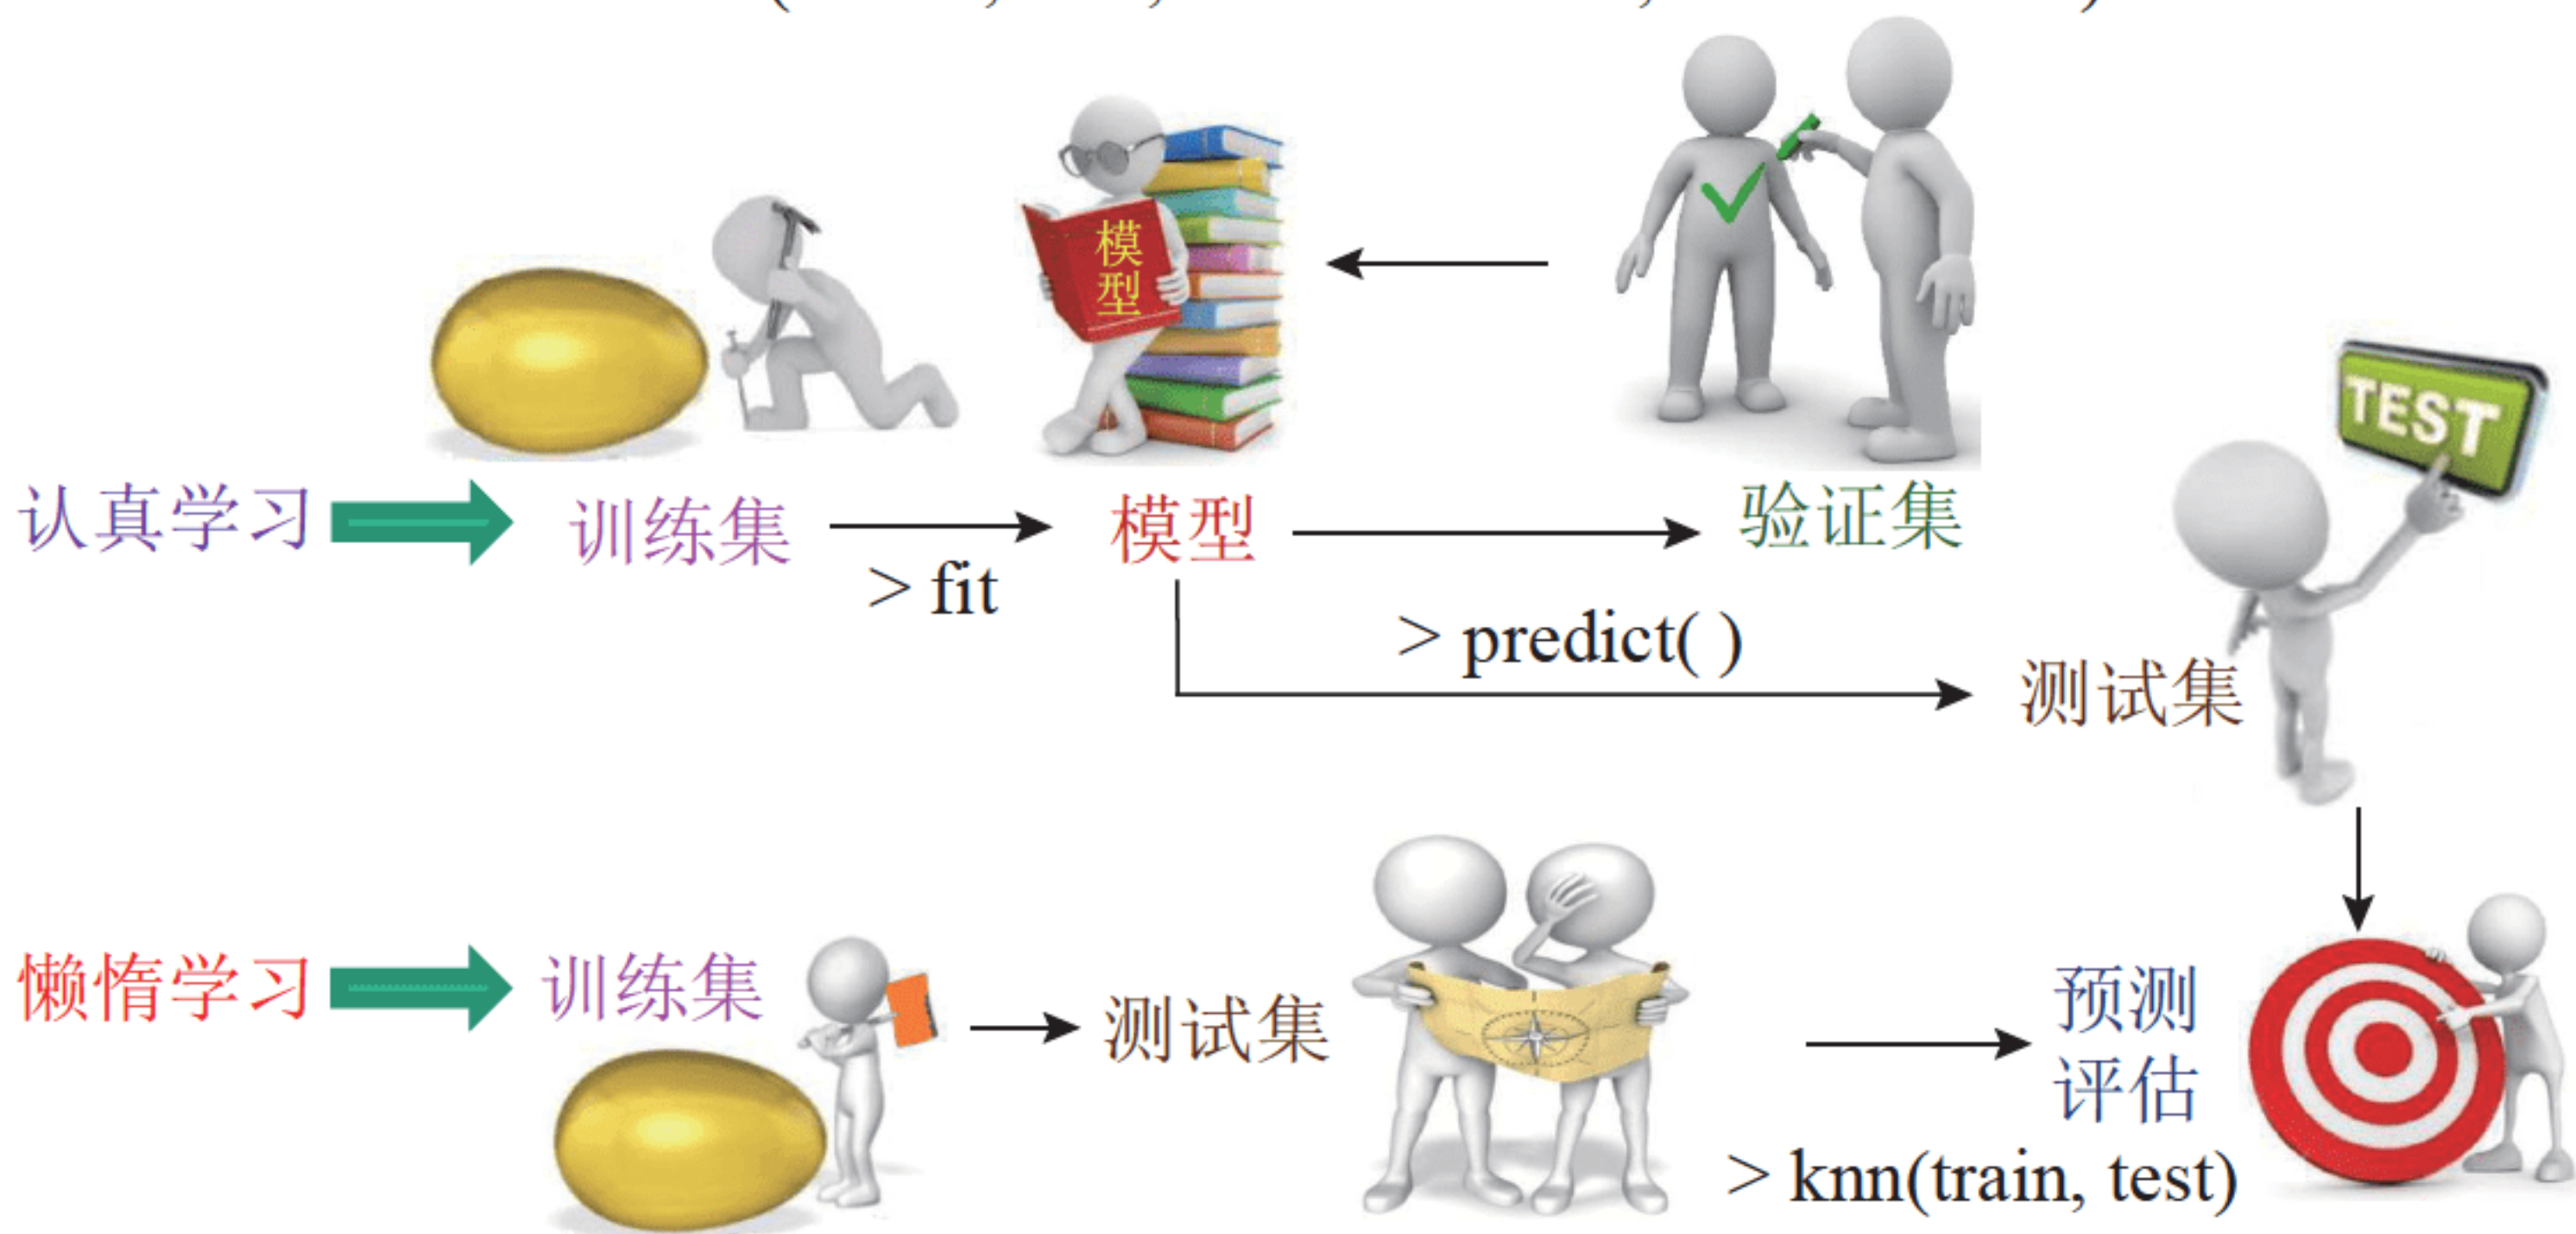 模型
TEST
认真学习
训练集
模型
验证集
> fit
> predict( )
测试集
懒惰学习
训练集
测试集
预测
评估
> knn(train, test)